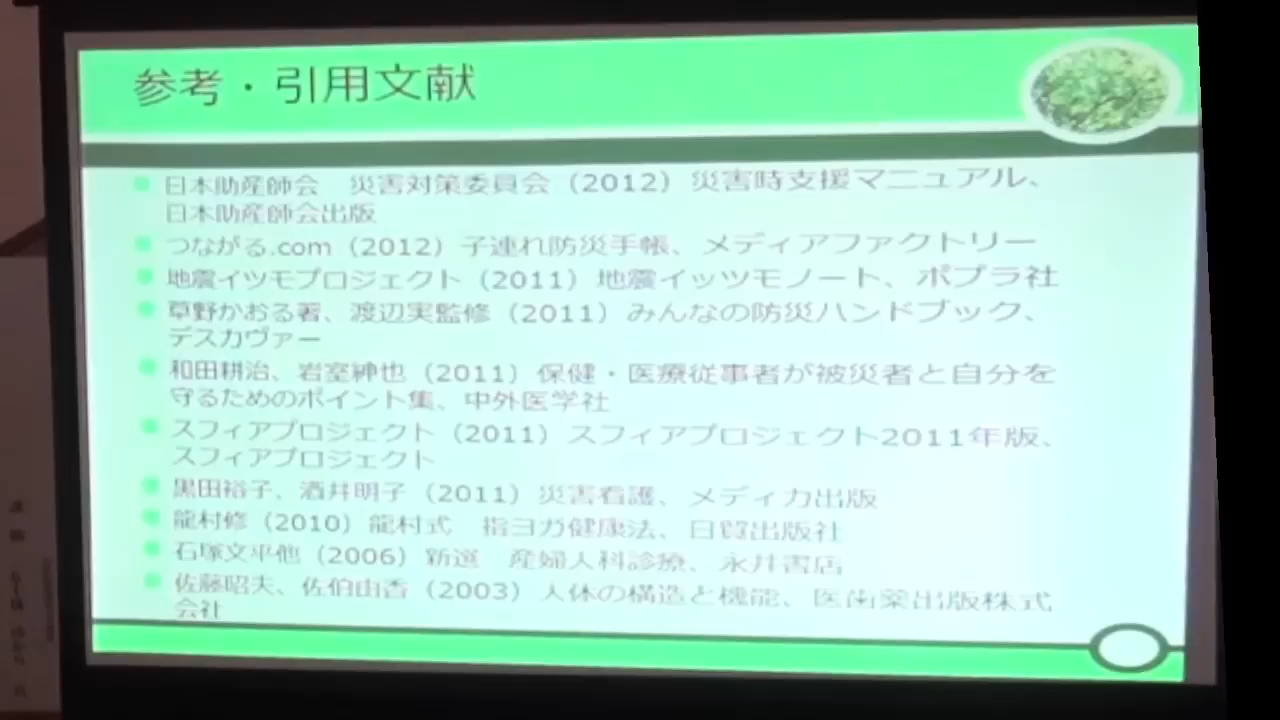 参考・引用文献
日本助産師会　災害対策委員会（2012）災害時支援マニュアル、
日本助産師会出版
つながる.com（2012）子連れ防災手帳、メディアファクトリー
地震イツモプロジェクト（2011）地震イッツモノート、ポプラ社
草野かおる著、渡辺実監修（2011）みんなの防災ハンドブック、
デスカヴァー
和田耕治、岩室紳也（2011）保健・医療従事者が被災者と自分を
守るためのポイント集、中外医学社
スフィアプロジェクト（2011）スフィアプロジェクト2011年版、
スフィアプロジェクト
黒田裕子、酒井明子（2011）災害看護、メディカ出版
龍村修（2010）龍村式　指ヨガ健康法、日貿出版社
石塚文平他（2006）新選　産婦人科診療、永井書店
佐藤昭夫、佐伯由香（2003）人体の構造と機能、医歯薬出版株式
会社